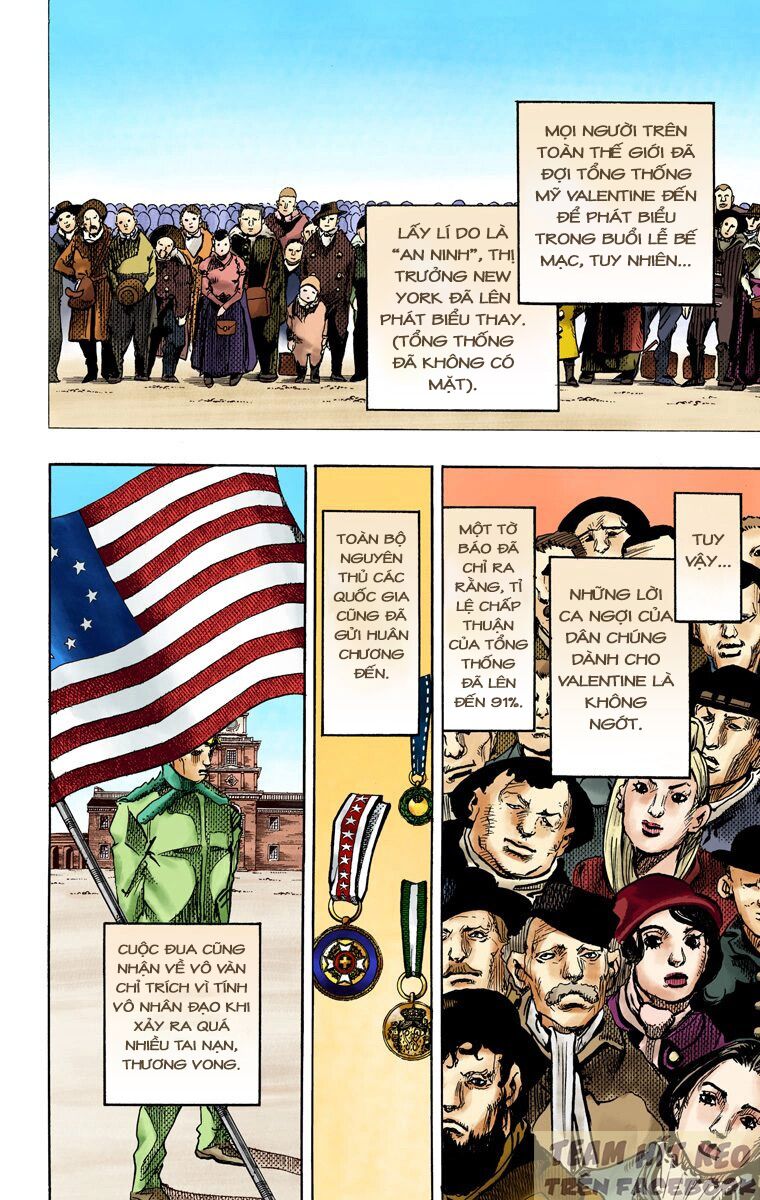 MỌI NGƯỜI TRÊN
TOÀN THẾ GIỚI ĐÃ
ĐỢI TỔNG THỐNG
MỸ VALENTINE ĐẾN
ĐỂ PHÁT BIỂU
TRONG BUỔI LỄ BẾ
MẠC, TUY NHIÊN...
LẤY LÍ DO LÀ
“AN NINH”, THỊ
TRƯỞNG NEW
YORK ĐÃ LÊN
PHÁT BIỂU THAY.
(TỔNG THỐNG
ĐÃ KHÔNG CÓ
MẶT).
TUY
VẬY...
NHỮNG LỜI
CA NGỢI CỦA
DÂN CHÚNG
DÀNH CHO
VALENTINE LÀ
KHÔNG
NGỚT.
MỘT TỜ
BÁO ĐÃ
CHỈ RA
RẰNG, TỈ
LỆ CHẤP
THUẬN
CỦA TỔNG
THỐNG
ĐÃ LÊN
ĐẾN 91%.
TOÀN BỘ
NGUYÊN
THỦ CÁC
QUỐC GIA
CŨNG ĐÃ
GỬI HUÂN
CHƯƠNG
ĐẾN.
CUỘC ĐUA CŨNG
NHẬN VỀ VÔ VÀN
CHỈ TRÍCH VÌ TÍNH
VÔ NHÂN ĐẠO KHI
XẢY RA QUÁ
NHIỀU TAI NẠN,
THƯƠNG VONG.
TEAM MỲ KEO
TRÊN FACEBOOK